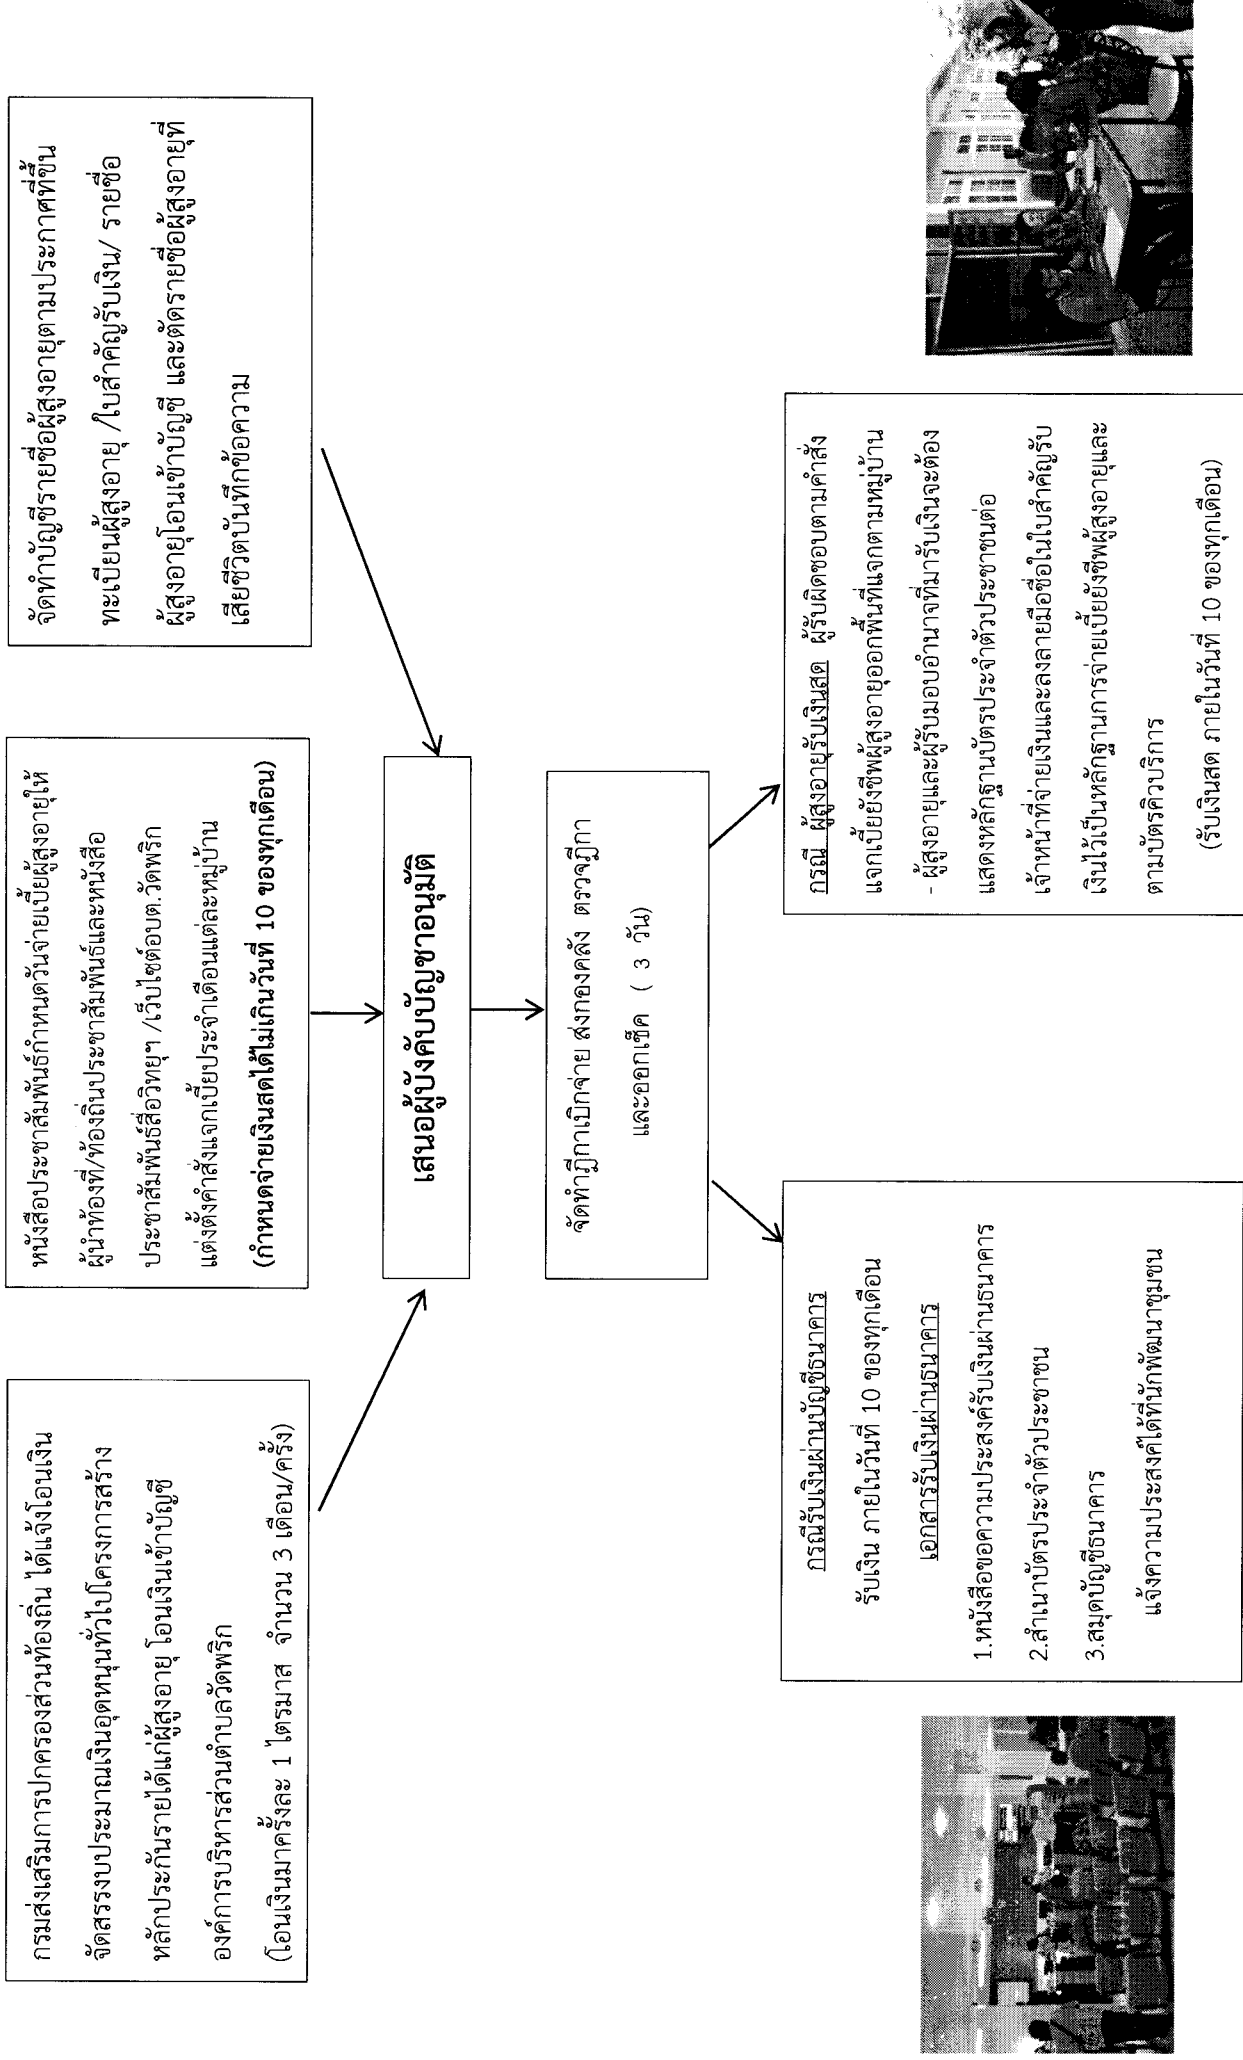 กรมส่งเสริมการปกครองส่วนท้องถิ่น ได้แจ้งโอนเงิน
จัดสรรงบประมาณเงินอุดหนุนทั่วไปโครงการสร้าง
หลักประกันรายได้แก่ผู้สูงอายุ โอนเงินเข้าบัญชี
องค์การบริหารส่วนตำบลวัดพริก
(โอนเงินมาครั้งละ 1 ไตรมาส จำนวน 3 เดือน/ครั้ง)
หนังสือประชาสัมพันธ์กำหนดวันจ่ายเบี้ยผู้สูงอายุให้
ผู้นำท้องที่/ท้องถิ่นประชาสัมพันธ์และหนังสือ
ประชาสัมพันธ์สื่อวิทยุฯ /เว็บไซต์อบต.วัดพริก
แต่งตั้งคำสั่งแจกเบี้ยประจำเดือนแต่ละหมู่บ้าน
(กำหนดจ่ายเงินสดได้ไม่เกินวันที่ 10 ของทุกเดือน)
จัดทำบัญชีรายชื่อผู้สูงอายุตามประกาศที่ขึ้น
ทะเบียนผู้สูงอายุ /ใบสำคัญรับเงิน/ รายชื่อ
ผู้สูงอายุโอนเข้าบัญชี และตัดรายชื่อผู้สูงอายุที่
เสียชีวิตบันทึกข้อความ
เสนอผู้บังคับบัญชาอนุมัติ
จัดทำฎีกาเบิกจ่าย ส่งกองคลัง ตรวจฎีกา
และออกเช็ค ( 3 วัน)
กรณีรับเงินผ่านบัญชีธนาคาร
รับเงิน ภายในวันที่ 10 ของทุกเดือน
เอกสารรับเงินผ่านธนาคาร
1.หนังสือขอความประสงค์รับเงินผ่านธนาคาร
2.สำเนาบัตรประจำตัวประชาชน
3.สมุดบัญชีธนาคาร
แจ้งความประสงค์ได้ที่นักพัฒนาชุมชน
กรณี ผู้สูงอายุรับเงินสด ผู้รับผิดชอบตามคำสั่ง
แจกเบี้ยยังชีพผู้สูงอายุออกพื้นที่แจกตามหมู่บ้าน
- ผู้สูงอายุและผู้รับมอบอำนาจที่มารับเงินจะต้อง
แสดงหลักฐานบัตรประจำตัวประชาชนต่อ
เจ้าหน้าที่จ่ายเงินและลงลายมือชื่อในใบสำคัญรับ
เงินไว้เป็นหลักฐานการจ่ายเบี้ยยังชีพผู้สูงอายุและ
ตามบัตรคิวบริการ
(รับเงินสด ภายในวันที่ 10 ของทุกเดือน)